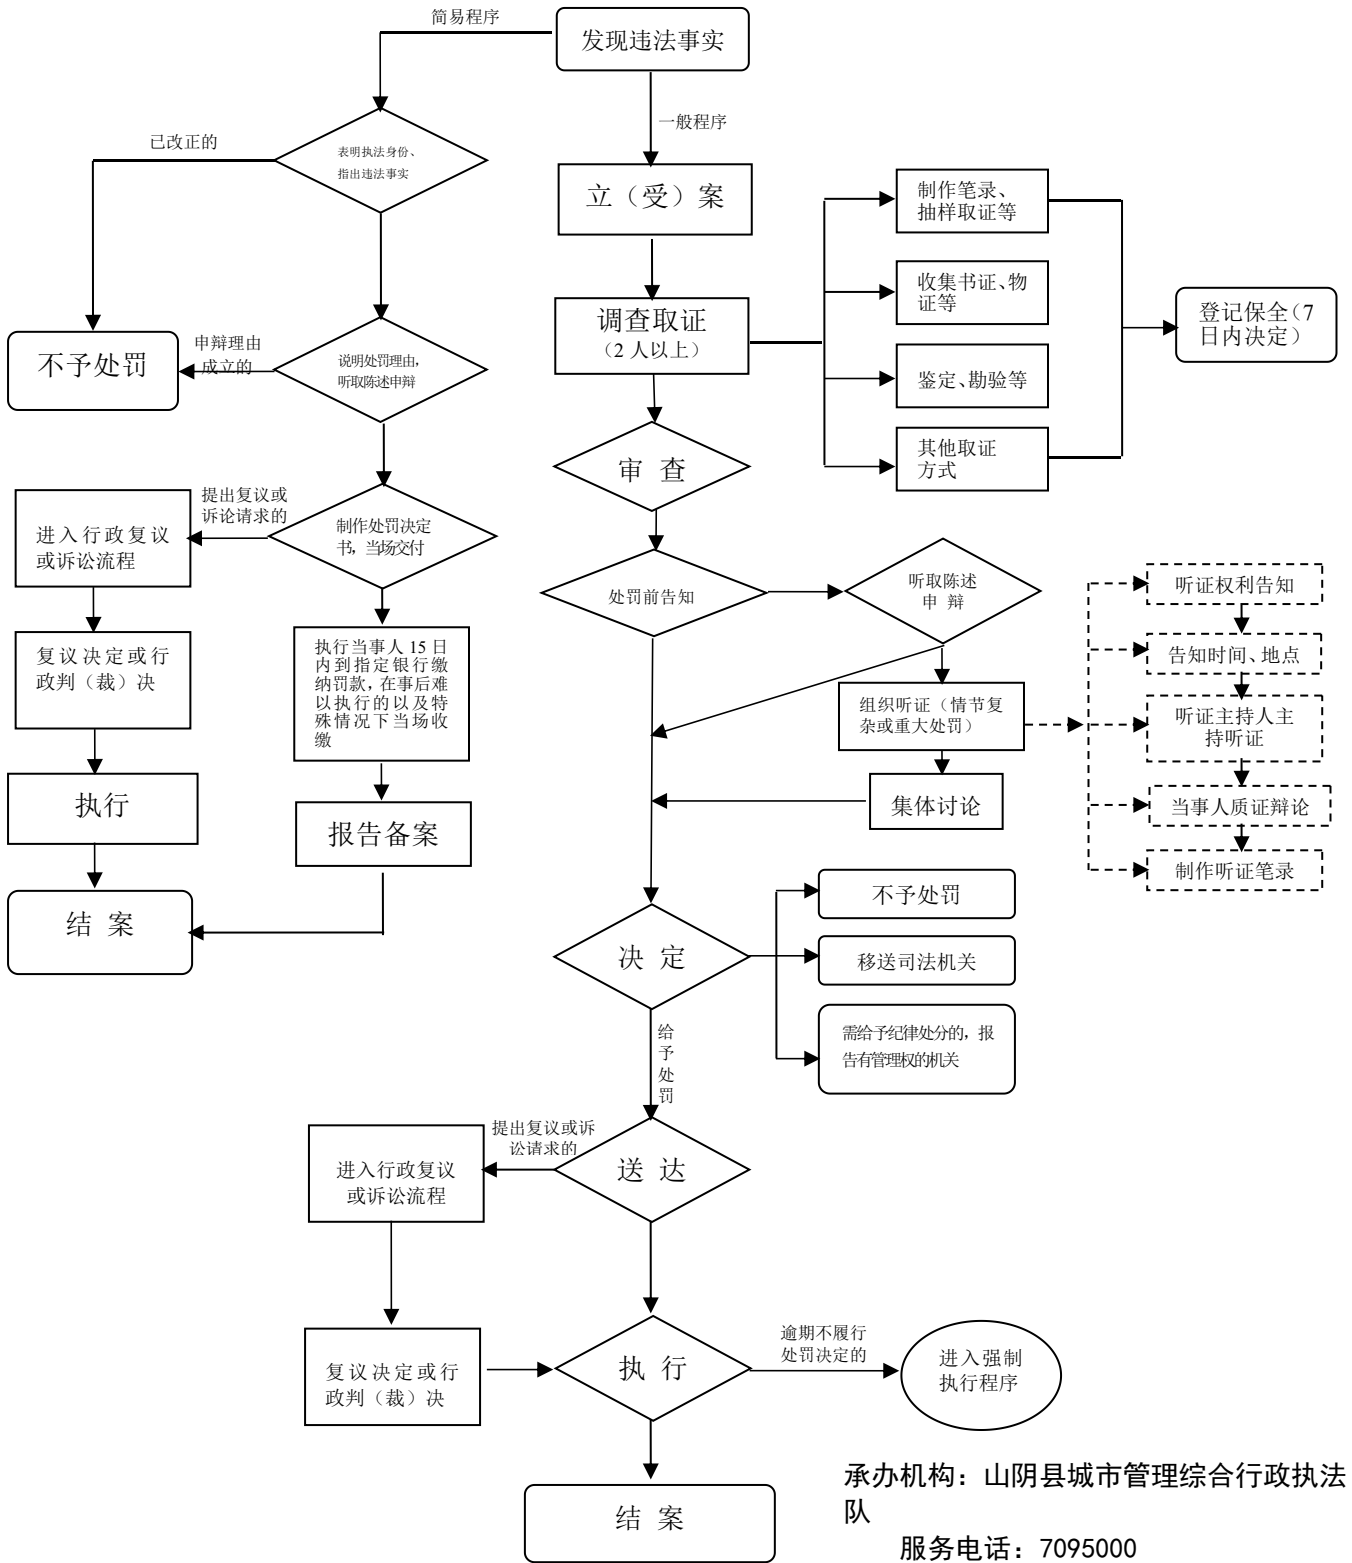 简易程序
发现违法事实
一般程序
已改正的
表明执法身份、
指出违法事实
立（受）案
制作笔录、
抽样取证等
收集书证、物
证等
登记保全（7
日内决定）
调查取证
（2 人以上）
鉴定、勘验等
其他取证
方式
不予处罚
申辩理由
成立的
说明处罚理由，
听取陈述申辩
审 查
提出复议或
诉论请求的
进入行政复议
或诉讼流程
制作处罚决定
书，当场交付
处罚前告知
听取陈述
申 辩
听证权利告知
告知时间、地点
听证主持人主
持听证
当事人质证辩论
制作听证笔录
复议决定或行
政判（裁）决
执行当事人 15 日
内到指定银行缴
纳罚款，在事后难
以执行的以及特
殊情况下当场收
缴
组织听证（情节复
杂或重大处罚）
集体讨论
执行
报告备案
结 案
决 定
不予处罚
移送司法机关
需给予纪律处分的，报
告有管理权的机关
给
予
处
罚
提出复议或诉
讼请求的
进入行政复议
或诉讼流程
送 达
复议决定或行
政判（裁）决
执 行
逾期不履行
处罚决定的
进入强制
执行程序
结 案
承办机构：山阴县城市管理综合行政执法
队
服务电话：7095000